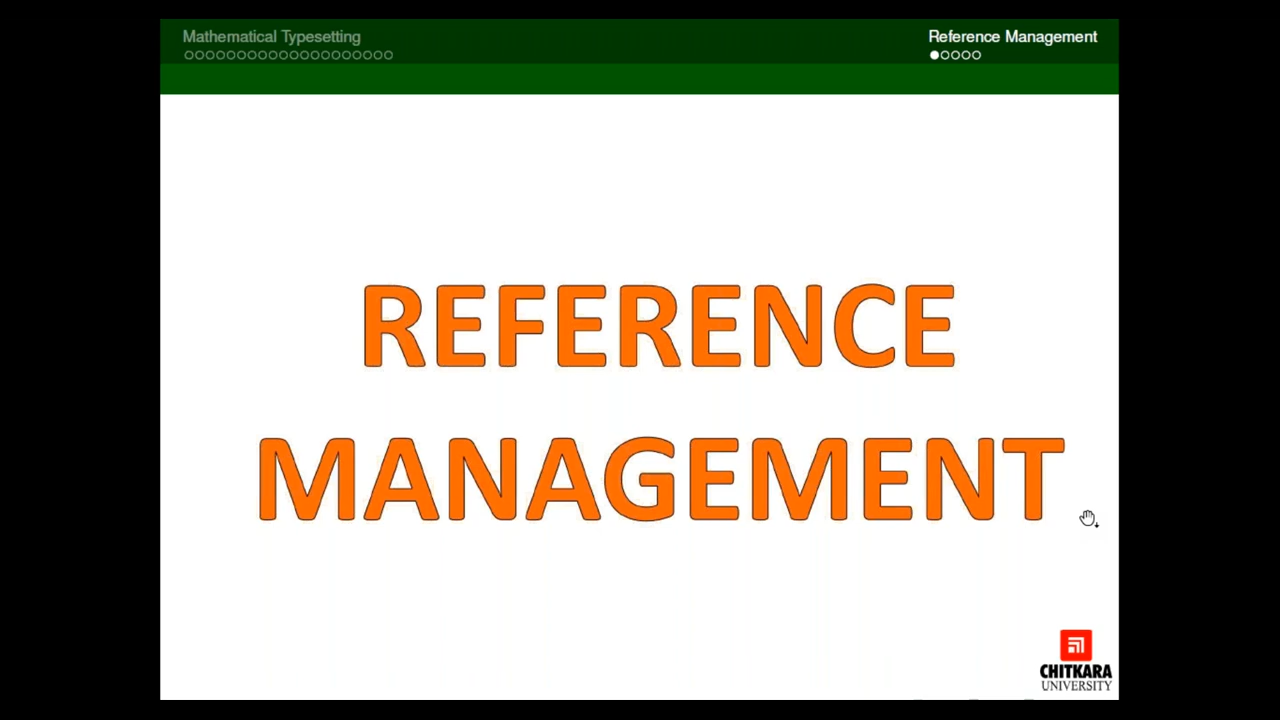 Mathematical Typesetting
Reference Management
REFERENCE
MANAGEMENT
CHITKARA
UNIVERSITY